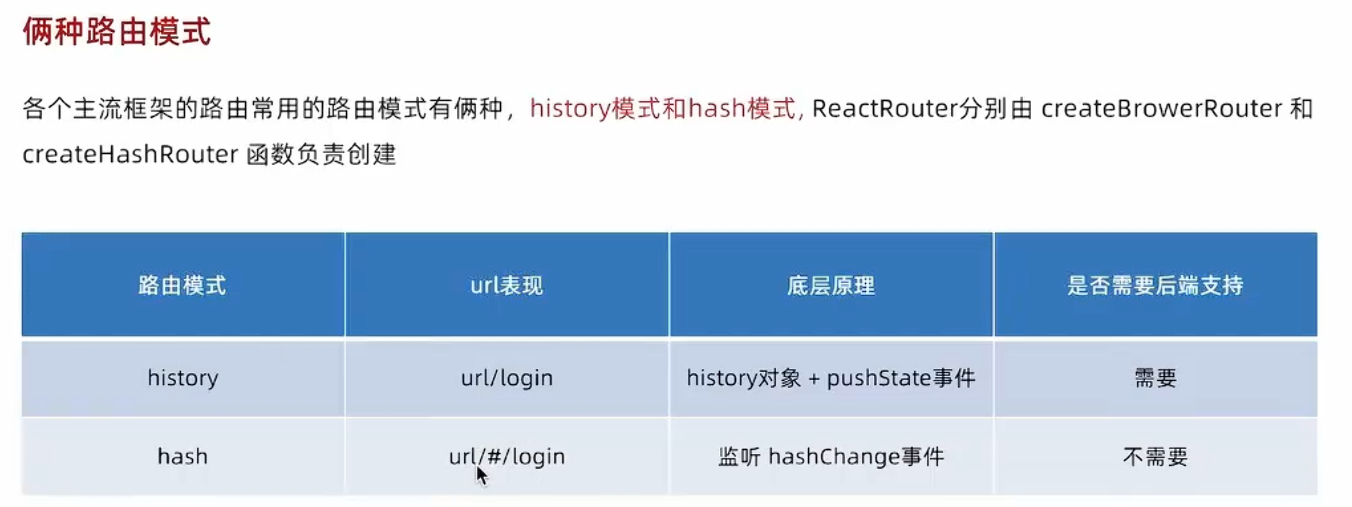 俩种路由模式
各个主流框架的路由常用的路由模式有俩种，history模式和hash模式, ReactRouter分别由 createBrowerRouter 和
createHashRouter 函数负责创建
路由模式 url表现 底层原理 是否需要后端支持
history url/login history对象 + pushState事件 需要
hash url/#/login 监听 hashChange事件 不需要